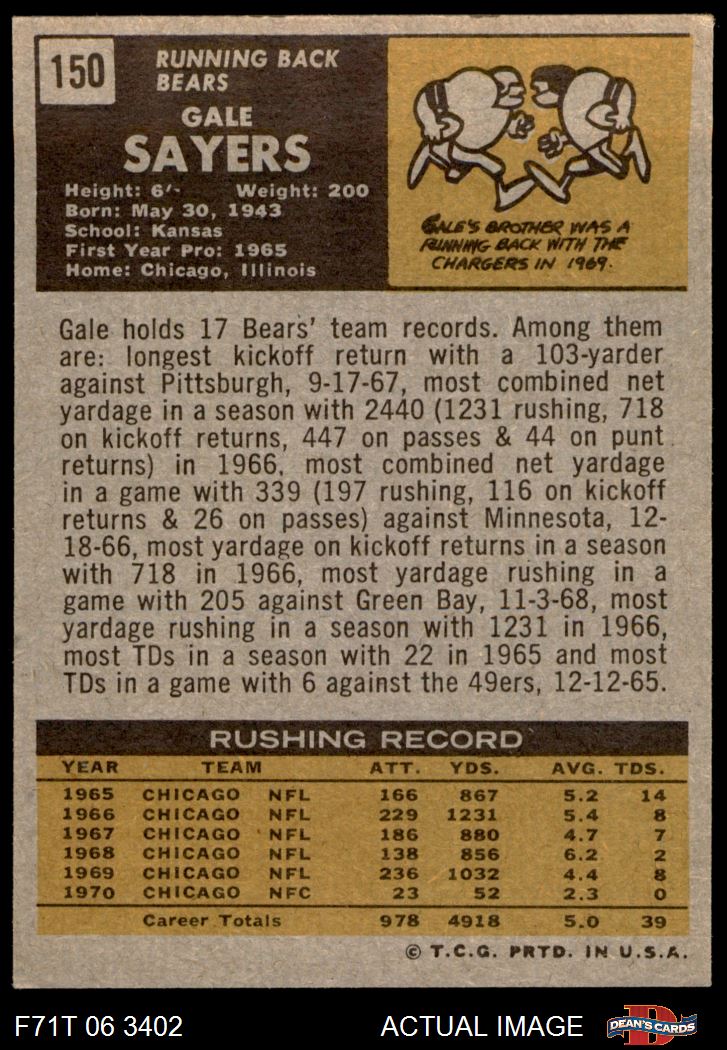 150
RUNNING BACK
BEARS
GALE
SAYERS
Height: 6'- Weight: 200
Born: May 30, 1943
School: Kansas
First Year Pro: 1965
Home: Chicago, Illinois
GALE'S BROTHER WAS A
RUNNING BACK WITH THE
CHARGERS IN 1969.
Gale holds 17 Bears' team records. Among them
are: longest kickoff return with a 103-yarder
against Pittsburgh, 9-17-67, most combined net
yardage in a season with 2440 (1231 rushing, 718
on kickoff returns, 447 on passes & 44 on punt
returns) in 1966, most combined net yardage
in a game with 339 (197 rushing, 116 on kickoff
returns & 26 on passes) against Minnesota, 12-
18-66, most yardage on kickoff returns in a season
with 718 in 1966, most yardage rushing in a
game with 205 against Green Bay, 11-3-68, most
yardage rushing in a season with 1231 in 1966,
most TDs in a season with 22 in 1965 and most
TDs in a game with 6 against the 49ers, 12-12-65.
RUSHING RECORD
YEAR TEAM ATT. YDS. AVG. TDS.
1965 CHICAGO NFL 166 867 5.2 14
1966 CHICAGO NFL 229 1231 5.4 8
1967 CHICAGO NFL 186 880 4.7 7
1968 CHICAGO NFL 138 856 6.2 2
1969 CHICAGO NFL 236 1032 4.4 8
1970 CHICAGO NFC 23 52 2.3 0
Career Totals 978 4918 5.0 39
© T.C.G. PRTD. IN U.S.A.
F71T 06 3402 ACTUAL IMAGE D DEAN'S CARDS